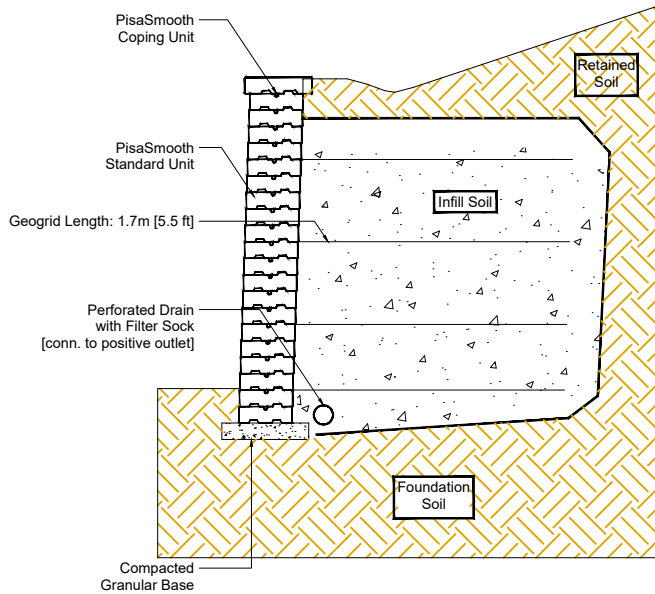 PisaSmooth
Coping Unit
Retained
Soil
PisaSmooth
Standard Unit
Infill Soil
Geogrid Length: 1.7m [5.5 ft]
Perforated Drain
with Filter Sock
[conn. to positive outlet]
Foundation
Soil
Compacted
Granular Base